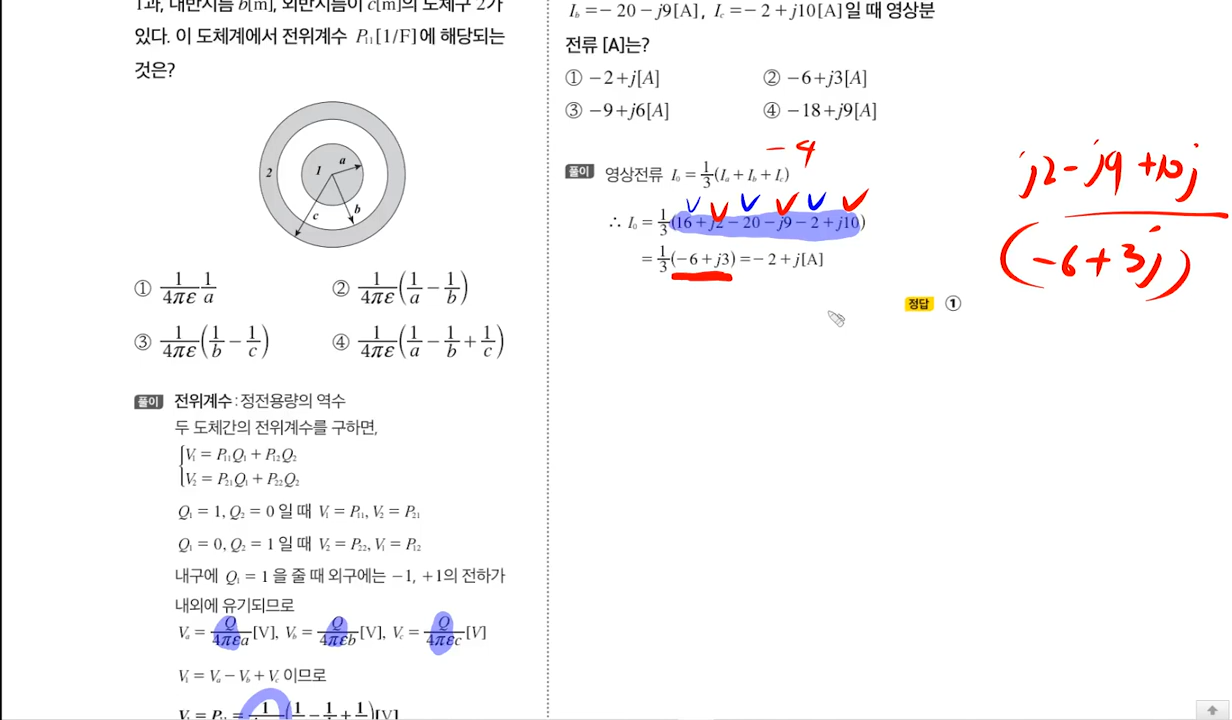 1과, 내반지름 b[m], 외반지름이 c[m]의 도체구 2가
있다. 이 도체계에서 전위계수 P₁₁[1/F]에 해당되는
것은?
2
1
a
b
c
① 1/4πε 1/a
② 1/4πε (1/a − 1/b)
③ 1/4πε (1/b − 1/c)
④ 1/4πε (1/a − 1/b + 1/c)
풀이 전위계수 : 정전용량의 역수
두 도체간의 전위계수를 구하면,
V₁ = P₁₁Q₁ + P₁₂Q₂
V₂ = P₂₁Q₁ + P₂₂Q₂
Q₁ = 1, Q₂ = 0 일 때 V₁ = P₁₁, V₂ = P₂₁
Q₁ = 0, Q₂ = 1 일 때 V₂ = P₂₂, V₁ = P₁₂
내구에 Q₁ = 1 을 줄 때 외구에는 −1, +1의 전하가
내외에 유기되므로
Vₐ = Q/4πεa [V], V_b = Q/4πεb [V], V_c = Q/4πεc [V]
V₁ = Vₐ − V_b + V_c 이므로
I_b = − 20 − j9[A], I_c = − 2 + j10[A]일 때 영상분
전류 [A]는?
① −2+j[A]
② −6+j3[A]
③ −9+j6[A]
④ −18+j9[A]
−4
풀이 영상전류 I₀ = 1/3 (Iₐ + I_b + I_c)
∴ I₀ = 1/3 (16 + j2 − 20 − j9 − 2 + j10)
= 1/3 (−6 + j3) = − 2 + j[A]
정답 ①
j2 − j9 + 10j
(−6 + 3j)